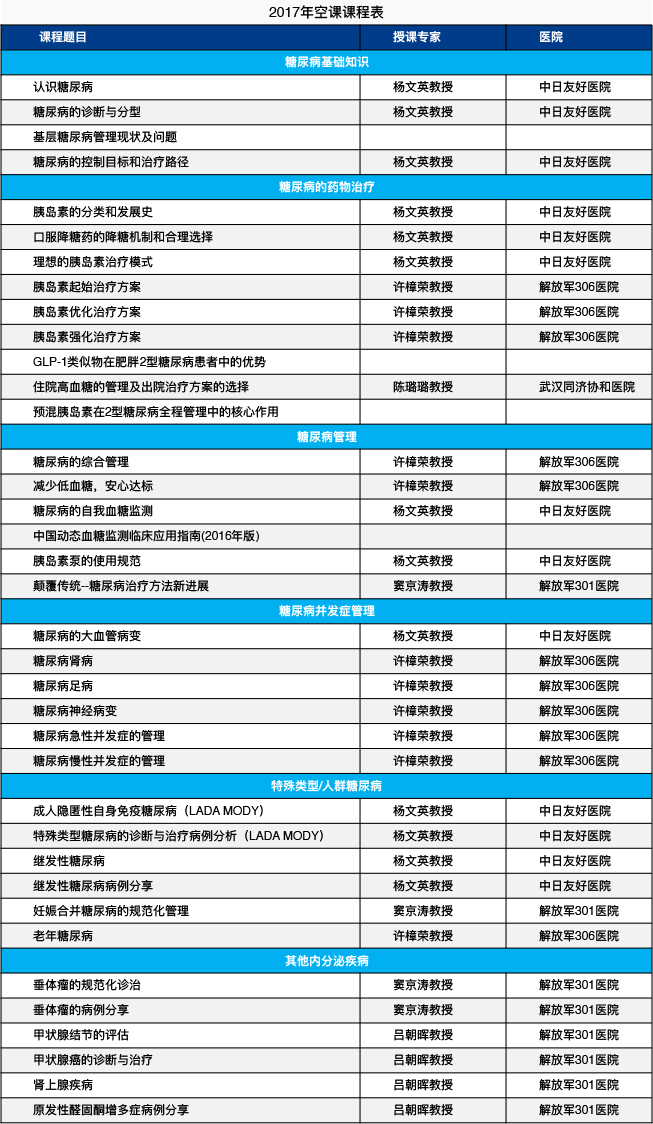 2017年空课课程表
课程题目 授课专家 医院
糖尿病基础知识
认识糖尿病 杨文英教授 中日友好医院
糖尿病的诊断与分型 杨文英教授 中日友好医院
基层糖尿病管理现状及问题
糖尿病的控制目标和治疗路径 杨文英教授 中日友好医院
糖尿病的药物治疗
胰岛素的分类和发展史 杨文英教授 中日友好医院
口服降糖药的降糖机制和合理选择 杨文英教授 中日友好医院
理想的胰岛素治疗模式 杨文英教授 中日友好医院
胰岛素起始治疗方案 许樟荣教授 解放军306医院
胰岛素优化治疗方案 许樟荣教授 解放军306医院
胰岛素强化治疗方案 许樟荣教授 解放军306医院
GLP-1类似物在肥胖2型糖尿病患者中的优势
住院高血糖的管理及出院治疗方案的选择 陈璐璐教授 武汉同济协和医院
预混胰岛素在2型糖尿病全程管理中的核心作用
糖尿病管理
糖尿病的综合管理 许樟荣教授 解放军306医院
减少低血糖，安心达标 许樟荣教授 解放军306医院
糖尿病的自我血糖监测 杨文英教授 中日友好医院
中国动态血糖监测临床应用指南(2016年版)
胰岛素泵的使用规范 杨文英教授 中日友好医院
颠覆传统--糖尿病治疗方法新进展 窦京涛教授 解放军301医院
糖尿病并发症管理
糖尿病的大血管病变 杨文英教授 中日友好医院
糖尿病肾病 许樟荣教授 解放军306医院
糖尿病足病 许樟荣教授 解放军306医院
糖尿病神经病变 许樟荣教授 解放军306医院
糖尿病急性并发症的管理 许樟荣教授 解放军306医院
糖尿病慢性并发症的管理 许樟荣教授 解放军306医院
特殊类型/人群糖尿病
成人隐匿性自身免疫糖尿病（LADA MODY） 杨文英教授 中日友好医院
特殊类型糖尿病的诊断与治疗病例分析（LADA MODY） 杨文英教授 中日友好医院
继发性糖尿病 杨文英教授 中日友好医院
继发性糖尿病病例分享 杨文英教授 中日友好医院
妊娠合并糖尿病的规范化管理 窦京涛教授 解放军301医院
老年糖尿病 许樟荣教授 解放军306医院
其他内分泌疾病
垂体瘤的规范化诊治 窦京涛教授 解放军301医院
垂体瘤的病例分享 窦京涛教授 解放军301医院
甲状腺结节的评估 吕朝晖教授 解放军301医院
甲状腺癌的诊断与治疗 吕朝晖教授 解放军301医院
肾上腺疾病 吕朝晖教授 解放军301医院
原发性醛固酮增多症病例分享 吕朝晖教授 解放军301医院